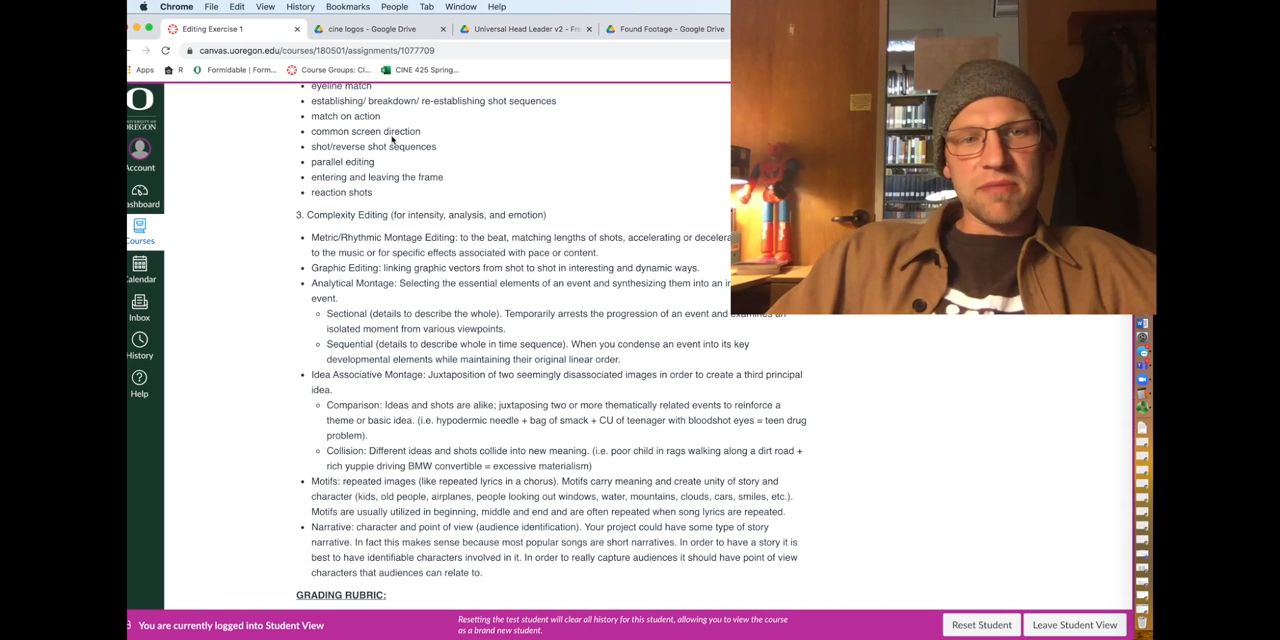 Chrome File Edit View History Bookmarks People Tab Window Help
Editing Exercise 1 cine logos - Google Drive Universal Head Leader v2 - Fre Found Footage - Google Drive
canvas.uoregon.edu/courses/180501/assignments/1077709
Apps R Formidable | Form... Course Groups: CI... CINE 425 Spring...
UNIVERSITY OF
OREGON
Account
ashboard
Courses
Calendar
Inbox
History
Help
• eyeline match
• establishing/ breakdown/ re-establishing shot sequences
• match on action
• common screen direction
• shot/reverse shot sequences
• parallel editing
• entering and leaving the frame
• reaction shots
3. Complexity Editing (for intensity, analysis, and emotion)
• Metric/Rhythmic Montage Editing: to the beat, matching lengths of shots, accelerating or decelera
to the music or for specific effects associated with pace or content.
• Graphic Editing: linking graphic vectors from shot to shot in interesting and dynamic ways.
• Analytical Montage: Selecting the essential elements of an event and synthesizing them into an in
event.
◦ Sectional (details to describe the whole). Temporarily arrests the progression of an event and examines an
isolated moment from various viewpoints.
◦ Sequential (details to describe whole in time sequence). When you condense an event into its key
developmental elements while maintaining their original linear order.
• Idea Associative Montage: Juxtaposition of two seemingly disassociated images in order to create a third principal
idea.
◦ Comparison: Ideas and shots are alike; juxtaposing two or more thematically related events to reinforce a
theme or basic idea. (i.e. hypodermic needle + bag of smack + CU of teenager with bloodshot eyes = teen drug
problem).
◦ Collision: Different ideas and shots collide into new meaning. (i.e. poor child in rags walking along a dirt road +
rich yuppie driving BMW convertible = excessive materialism)
• Motifs: repeated images (like repeated lyrics in a chorus). Motifs carry meaning and create unity of story and
character (kids, old people, airplanes, people looking out windows, water, mountains, clouds, cars, smiles, etc.).
Motifs are usually utilized in beginning, middle and end and are often repeated when song lyrics are repeated.
• Narrative: character and point of view (audience identification). Your project could have some type of story
narrative. In fact this makes sense because most popular songs are short narratives. In order to have a story it is
best to have identifiable characters involved in it. In order to really capture audiences it should have point of view
characters that audiences can relate to.
GRADING RUBRIC:
You are currently logged into Student View
Resetting the test student will clear all history for this student, allowing you to view the course
as a brand new student.
Reset Student Leave Student View